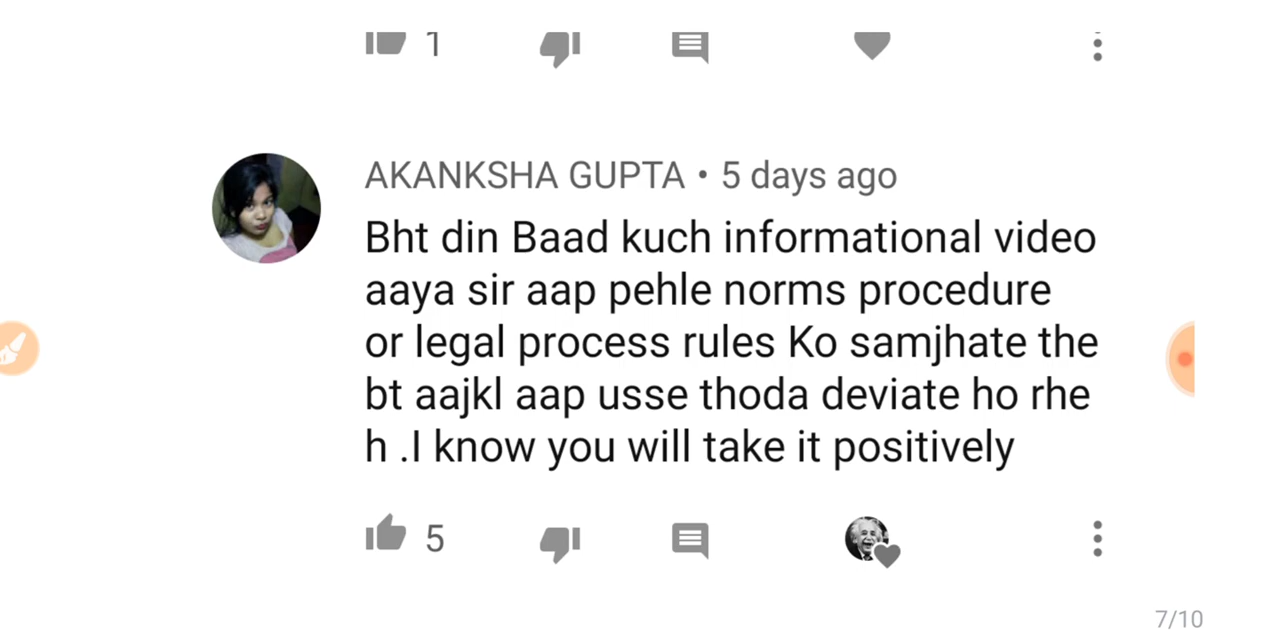 1
AKANKSHA GUPTA • 5 days ago
Bht din Baad kuch informational video
aaya sir aap pehle norms procedure
or legal process rules Ko samjhate the
bt aajkl aap usse thoda deviate ho rhe
h .I know you will take it positively
5
7/10